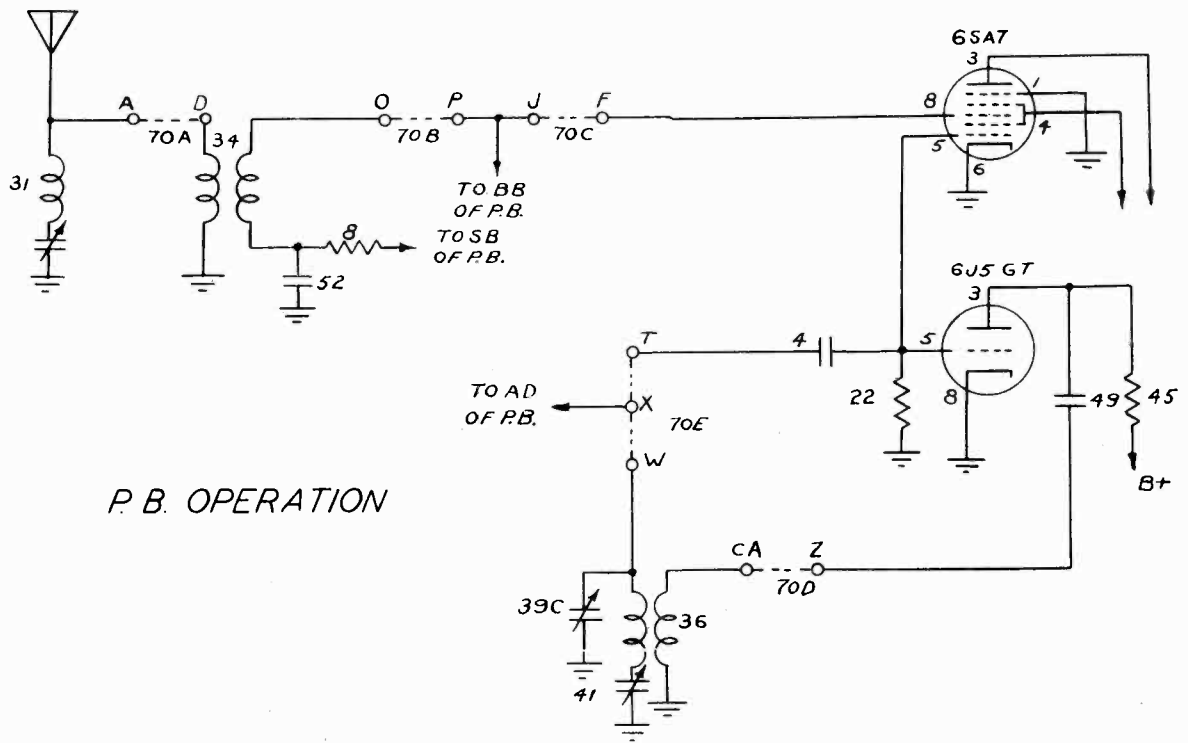 6SA7
3
1
A
D
O
P
J
F
8
70A
34
70B
70C
5
4
6
31
TO BB
OF P.B.
8
TO SB
OF P.B.
52
6J5 GT
3
T
4
5
TO AD
OF P.B.
X
70E
22
8
49
45
W
B+
P. B. OPERATION
CA
Z
70D
39C
36
41